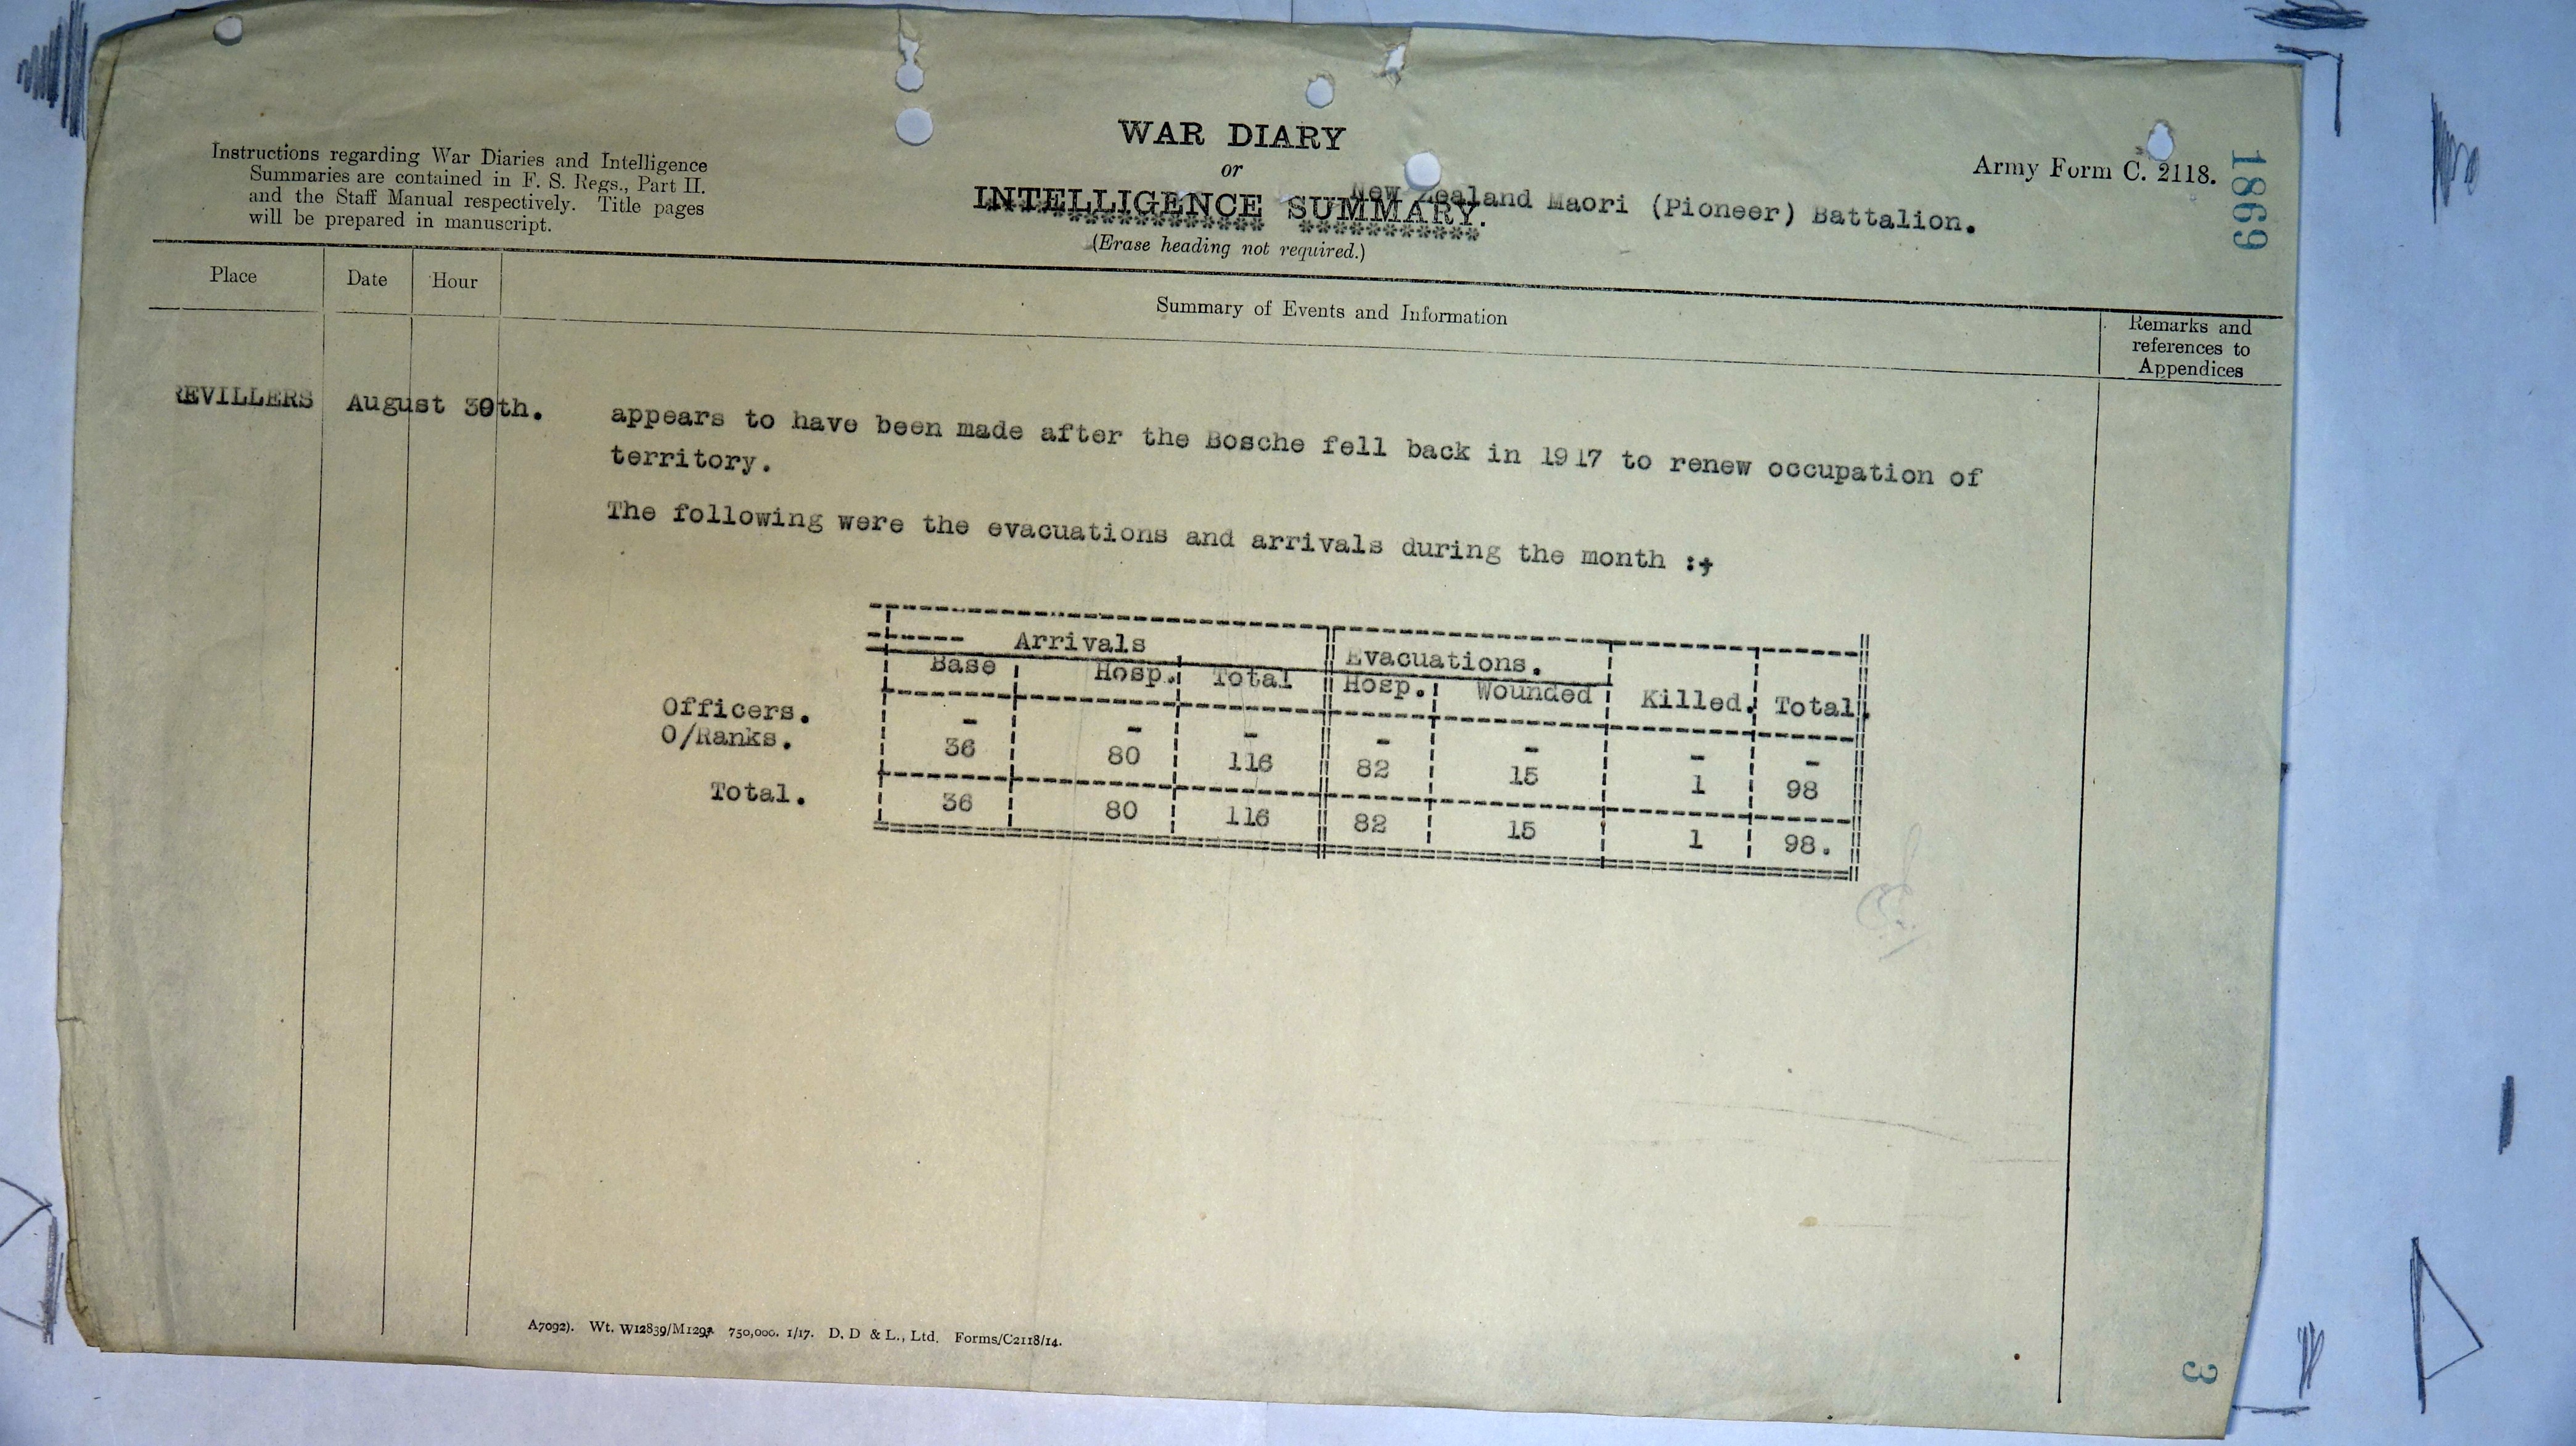 WAR DIARY
or
INTELLIGENCE SUMMARY.
(Erase heading not required.)
New Zealand Maori (Pioneer) Battalion.
Instructions regarding War Diaries and Intelligence
Summaries are contained in F. S. Regs., Part II.
and the Staff Manual respectively. Title pages
will be prepared in manuscript.
Army Form C. 2118.
1869
Place Date Hour Summary of Events and Information Remarks and
references to
Appendices
REVILLERS August 30th. appears to have been made after the Bosche fell back in 1917 to renew occupation of
territory.
The following were the evacuations and arrivals during the month :-
Arrivals Evacuations.
Base Hosp. Total Hosp. Wounded Killed. Total.
Officers. - - - - - - -
O/Ranks. 36 80 116 82 15 1 98
Total. 36 80 116 82 15 1 98.
A7092). Wt. W12839/M1293. 750,000. 1/17. D. D & L., Ltd. Forms/C2118/14.
3